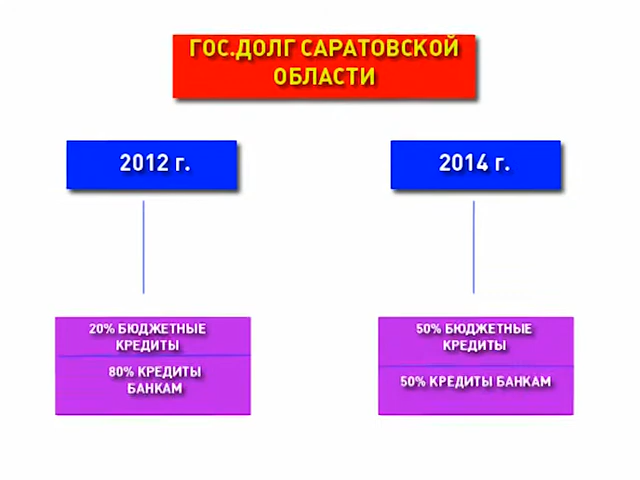 ГОС.ДОЛГ САРАТОВСКОЙ
ОБЛАСТИ
2012 г.
2014 г.
20% БЮДЖЕТНЫЕ
КРЕДИТЫ
80% КРЕДИТЫ
БАНКАМ
50% БЮДЖЕТНЫЕ
КРЕДИТЫ
50% КРЕДИТЫ БАНКАМ